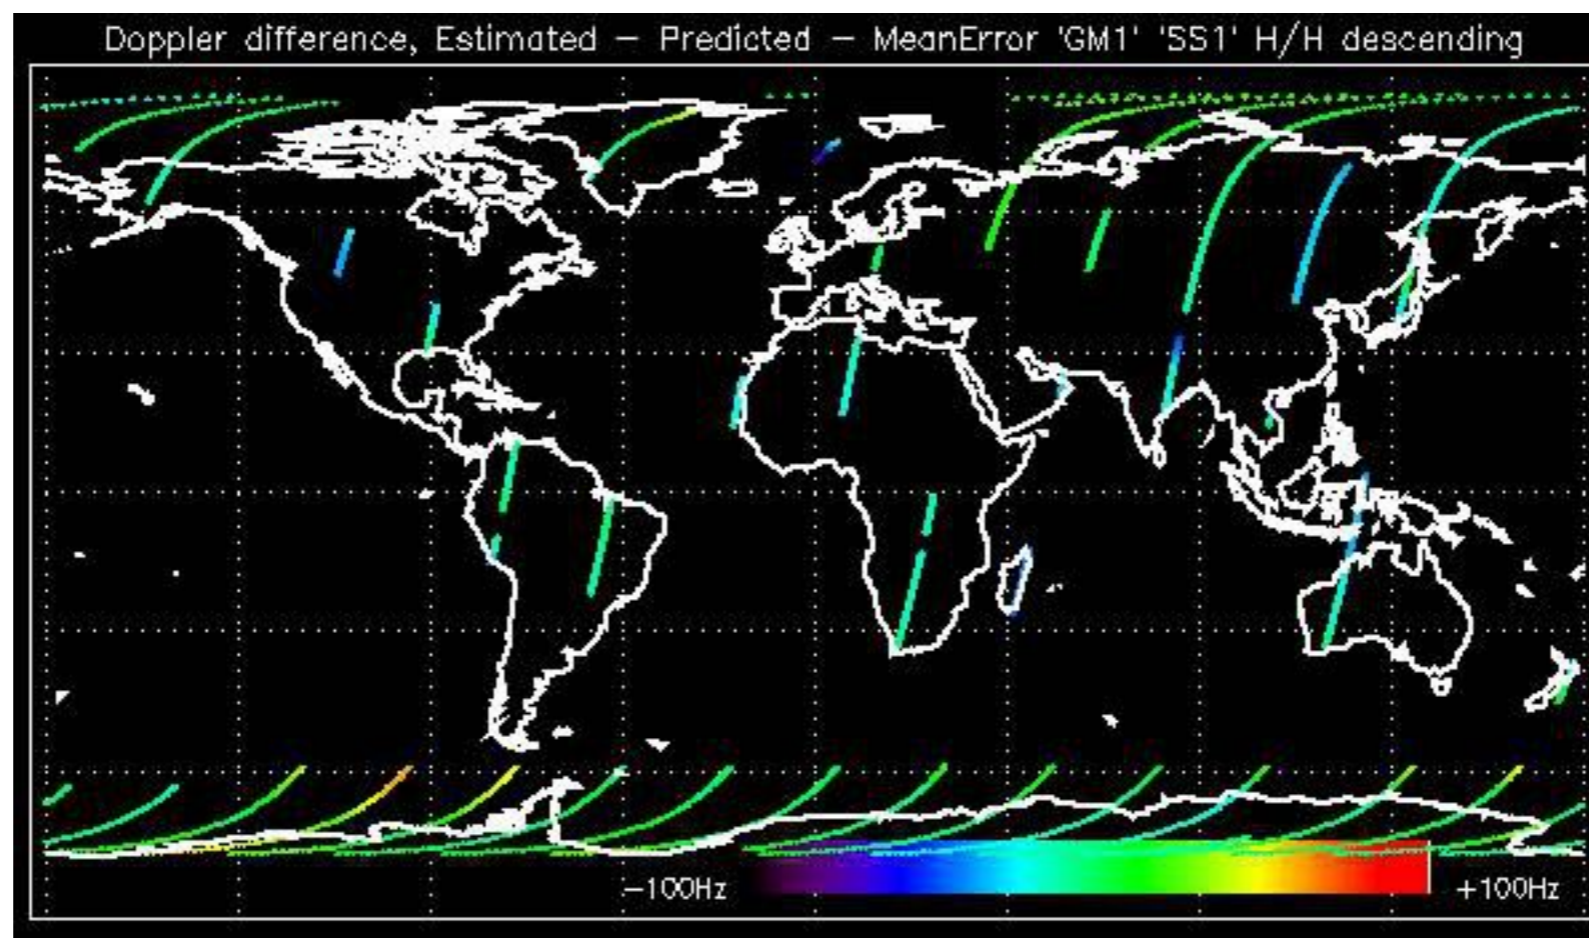 Doppler difference, Estimated – Predicted – MeanError 'GM1' 'SS1' H/H descending
–100Hz +100Hz